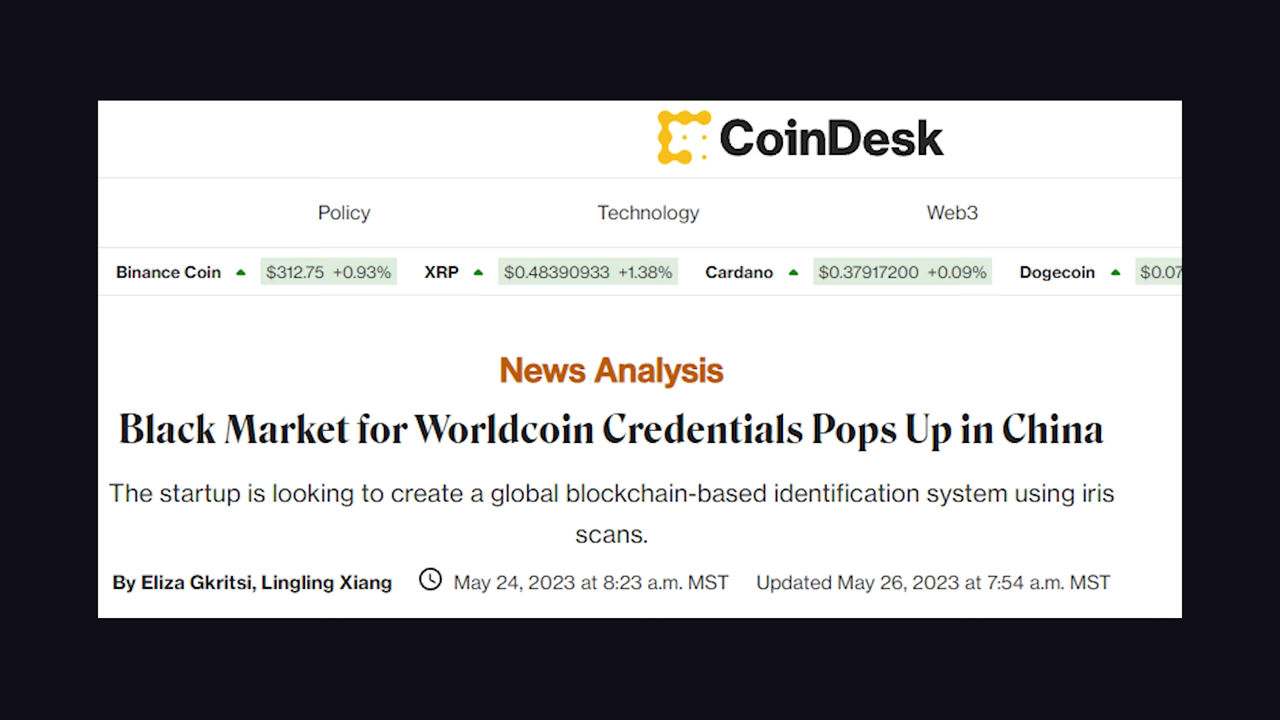 CoinDesk
Policy Technology Web3
Binance Coin $312.75 +0.93% XRP $0.48390933 +1.38% Cardano $0.37917200 +0.09% Dogecoin $0.07
News Analysis
Black Market for Worldcoin Credentials Pops Up in China
The startup is looking to create a global blockchain-based identification system using iris
scans.
By Eliza Gkritsi, Lingling Xiang May 24, 2023 at 8:23 a.m. MST Updated May 26, 2023 at 7:54 a.m. MST